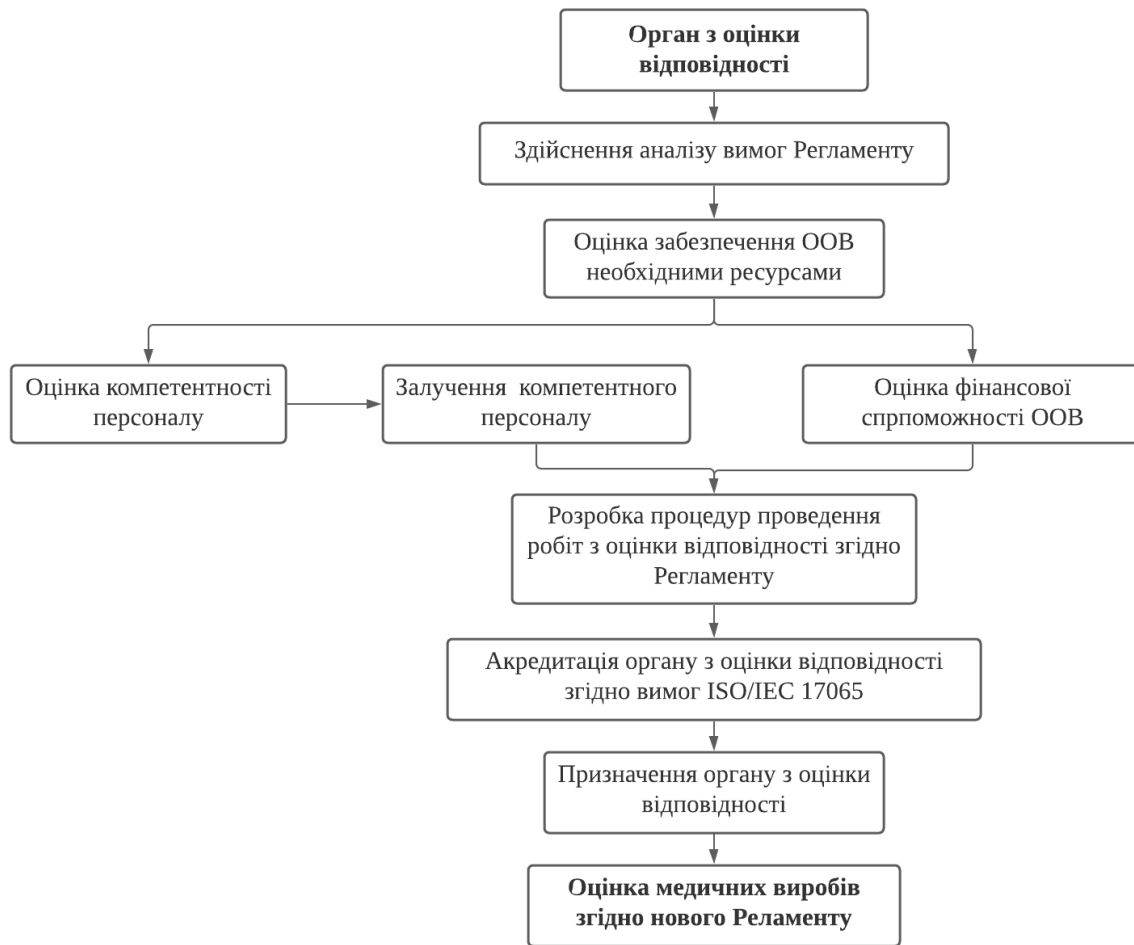 Орган з оцінки
відповідності
Здійснення аналізу вимог Регламенту
Оцінка забезпечення ООВ
необхідними ресурсами
Оцінка компетентності
персоналу
Залучення компетентного
персоналу
Оцінка фінансової
спрпоможності ООВ
Розробка процедур проведення
робіт з оцінки відповідності згідно
Регламенту
Акредитація органу з оцінки відповідності
згідно вимог ISO/IEC 17065
Призначення органу з оцінки
відповідності
Оцінка медичних виробів
згідно нового Реламенту